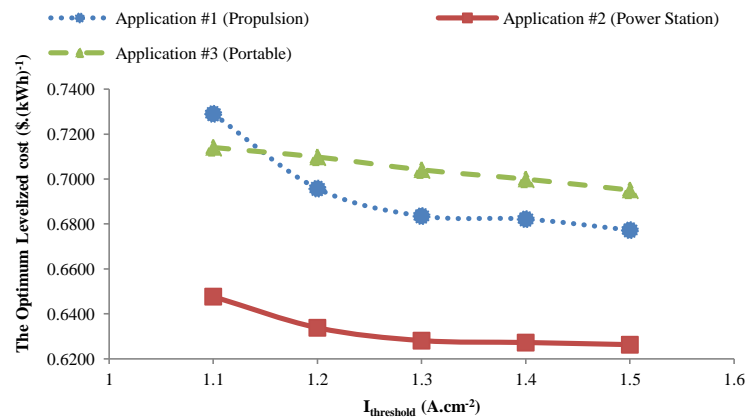 Application #1 (Propulsion)
Application #2 (Power Station)
Application #3 (Portable)
The Optimum Levelized cost ($.(kWh)⁻¹)
0.7400
0.7200
0.7000
0.6800
0.6600
0.6400
0.6200
1 1.1 1.2 1.3 1.4 1.5 1.6
Iₜₕᵣₑₛₕₒₗd (A.cm⁻²)